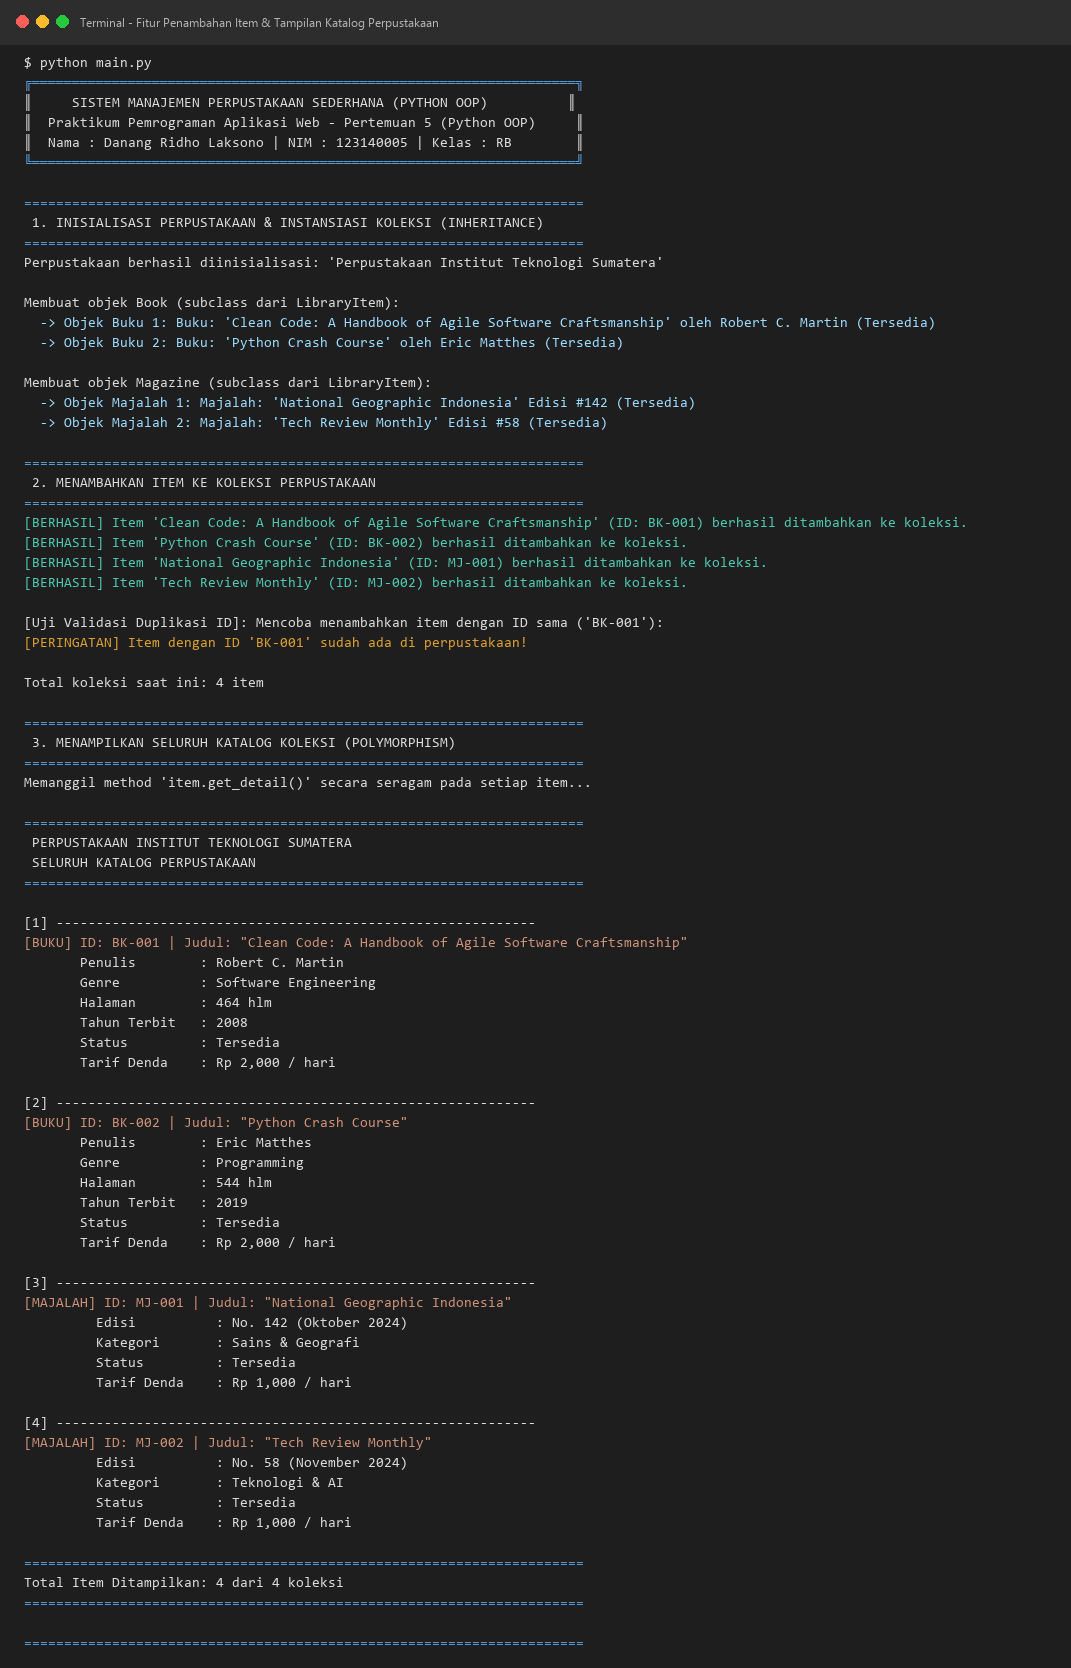 Terminal - Fitur Penambahan Item & Tampilan Katalog Perpustakaan
$ python main.py
╔════════════════════════════════════════════════════════════════════╗
║     SISTEM MANAJEMEN PERPUSTAKAAN SEDERHANA (PYTHON OOP)          ║
║  Praktikum Pemrograman Aplikasi Web - Pertemuan 5 (Python OOP)     ║
║  Nama : Danang Ridho Laksono | NIM : 123140005 | Kelas : RB        ║
╚════════════════════════════════════════════════════════════════════╝

======================================================================
 1. INISIALISASI PERPUSTAKAAN & INSTANSIASI KOLEKSI (INHERITANCE)
======================================================================
Perpustakaan berhasil diinisialisasi: 'Perpustakaan Institut Teknologi Sumatera'

Membuat objek Book (subclass dari LibraryItem):
  -> Objek Buku 1: Buku: 'Clean Code: A Handbook of Agile Software Craftsmanship' oleh Robert C. Martin (Tersedia)
  -> Objek Buku 2: Buku: 'Python Crash Course' oleh Eric Matthes (Tersedia)

Membuat objek Magazine (subclass dari LibraryItem):
  -> Objek Majalah 1: Majalah: 'National Geographic Indonesia' Edisi #142 (Tersedia)
  -> Objek Majalah 2: Majalah: 'Tech Review Monthly' Edisi #58 (Tersedia)

======================================================================
 2. MENAMBAHKAN ITEM KE KOLEKSI PERPUSTAKAAN
======================================================================
[BERHASIL] Item 'Clean Code: A Handbook of Agile Software Craftsmanship' (ID: BK-001) berhasil ditambahkan ke koleksi.
[BERHASIL] Item 'Python Crash Course' (ID: BK-002) berhasil ditambahkan ke koleksi.
[BERHASIL] Item 'National Geographic Indonesia' (ID: MJ-001) berhasil ditambahkan ke koleksi.
[BERHASIL] Item 'Tech Review Monthly' (ID: MJ-002) berhasil ditambahkan ke koleksi.

[Uji Validasi Duplikasi ID]: Mencoba menambahkan item dengan ID sama ('BK-001'):
[PERINGATAN] Item dengan ID 'BK-001' sudah ada di perpustakaan!

Total koleksi saat ini: 4 item

======================================================================
 3. MENAMPILKAN SELURUH KATALOG KOLEKSI (POLYMORPHISM)
======================================================================
Memanggil method 'item.get_detail()' secara seragam pada setiap item...

======================================================================
 PERPUSTAKAAN INSTITUT TEKNOLOGI SUMATERA
 SELURUH KATALOG PERPUSTAKAAN
======================================================================

[1] ------------------------------------------------------------
[BUKU] ID: BK-001 | Judul: "Clean Code: A Handbook of Agile Software Craftsmanship"
       Penulis        : Robert C. Martin
       Genre          : Software Engineering
       Halaman        : 464 hlm
       Tahun Terbit   : 2008
       Status         : Tersedia
       Tarif Denda    : Rp 2,000 / hari

[2] ------------------------------------------------------------
[BUKU] ID: BK-002 | Judul: "Python Crash Course"
       Penulis        : Eric Matthes
       Genre          : Programming
       Halaman        : 544 hlm
       Tahun Terbit   : 2019
       Status         : Tersedia
       Tarif Denda    : Rp 2,000 / hari

[3] ------------------------------------------------------------
[MAJALAH] ID: MJ-001 | Judul: "National Geographic Indonesia"
         Edisi          : No. 142 (Oktober 2024)
         Kategori       : Sains & Geografi
         Status         : Tersedia
         Tarif Denda    : Rp 1,000 / hari

[4] ------------------------------------------------------------
[MAJALAH] ID: MJ-002 | Judul: "Tech Review Monthly"
         Edisi          : No. 58 (November 2024)
         Kategori       : Teknologi & AI
         Status         : Tersedia
         Tarif Denda    : Rp 1,000 / hari

======================================================================
Total Item Ditampilkan: 4 dari 4 koleksi
======================================================================

======================================================================